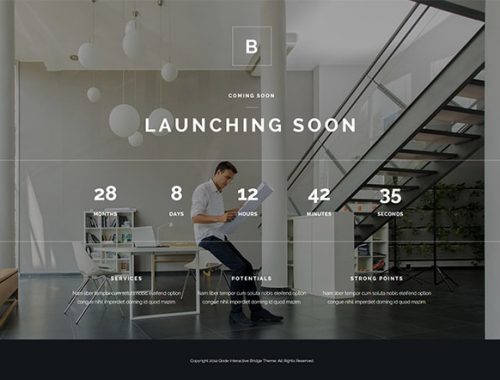 B
COMING SOON
LAUNCHING SOON
28 8 12 42 35
MONTHS DAYS HOURS MINUTES SECONDS
SERVICES POTENTIALS STRONG POINTS
Nam liber tempor cum soluta nobis eleifend option Nam liber tempor cum soluta nobis eleifend option Nam liber tempor cum soluta nobis eleifend option
congue nihil imperdiet doming id quod mazim. congue nihil imperdiet doming id quod mazim. congue nihil imperdiet doming id quod mazim.
Copyright Qode Interactive Bridge Theme. All Rights Reserved.